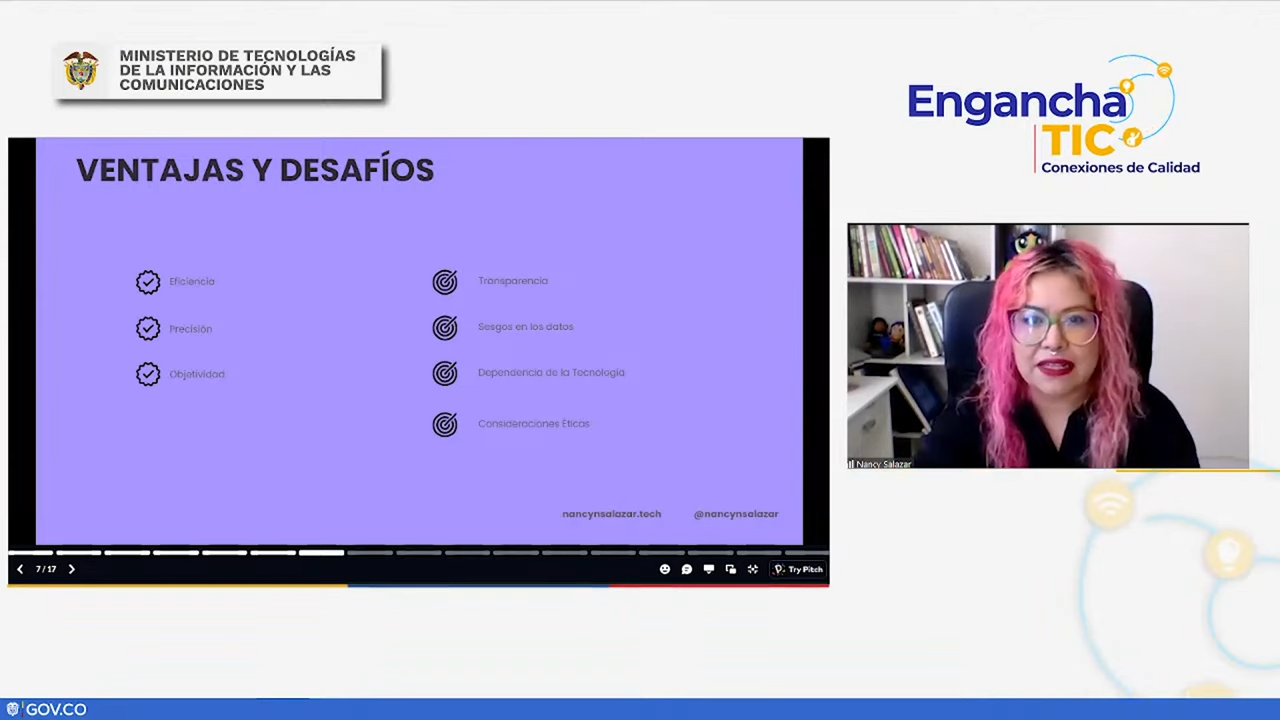 MINISTERIO DE TECNOLOGÍAS
DE LA INFORMACIÓN Y LAS
COMUNICACIONES
Engancha
TIC
Conexiones de Calidad
VENTAJAS Y DESAFÍOS
Eficiencia
Precisión
Objetividad
Transparencia
Sesgos en los datos
Dependencia de la Tecnología
Consideraciones Éticas
nancynsalazar.tech
@nancynsalazar
7 / 17
Try Pitch
Nancy Salazar
GOV.CO